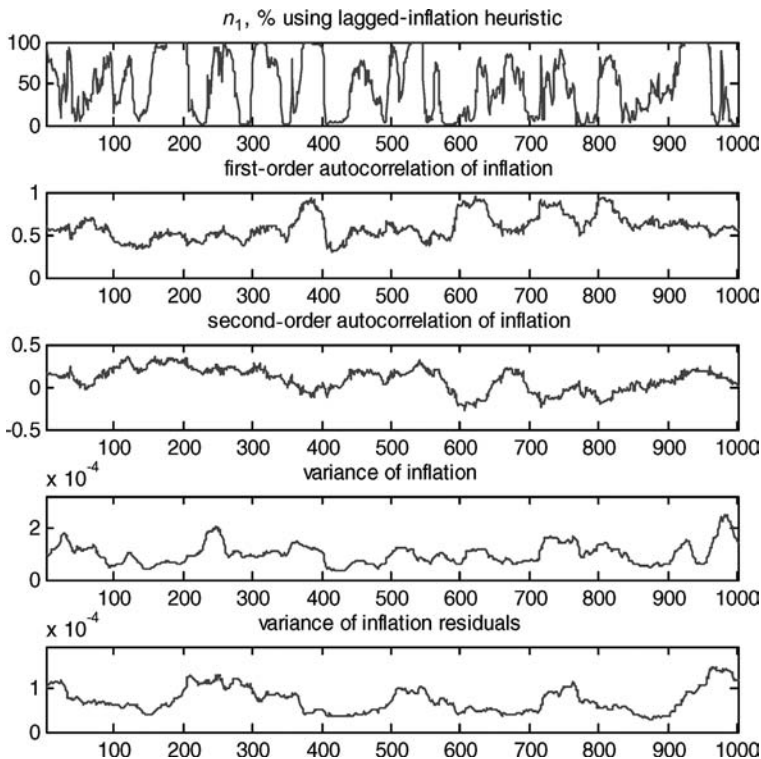 n₁, % using lagged-inflation heuristic
100
50
0
100 200 300 400 500 600 700 800 900 1000
first-order autocorrelation of inflation
1
0.5
0
100 200 300 400 500 600 700 800 900 1000
second-order autocorrelation of inflation
0.5
0
-0.5
100 200 300 400 500 600 700 800 900 1000
x 10⁻⁴ variance of inflation
2
0
100 200 300 400 500 600 700 800 900 1000
x 10⁻⁴ variance of inflation residuals
1
0
100 200 300 400 500 600 700 800 900 1000